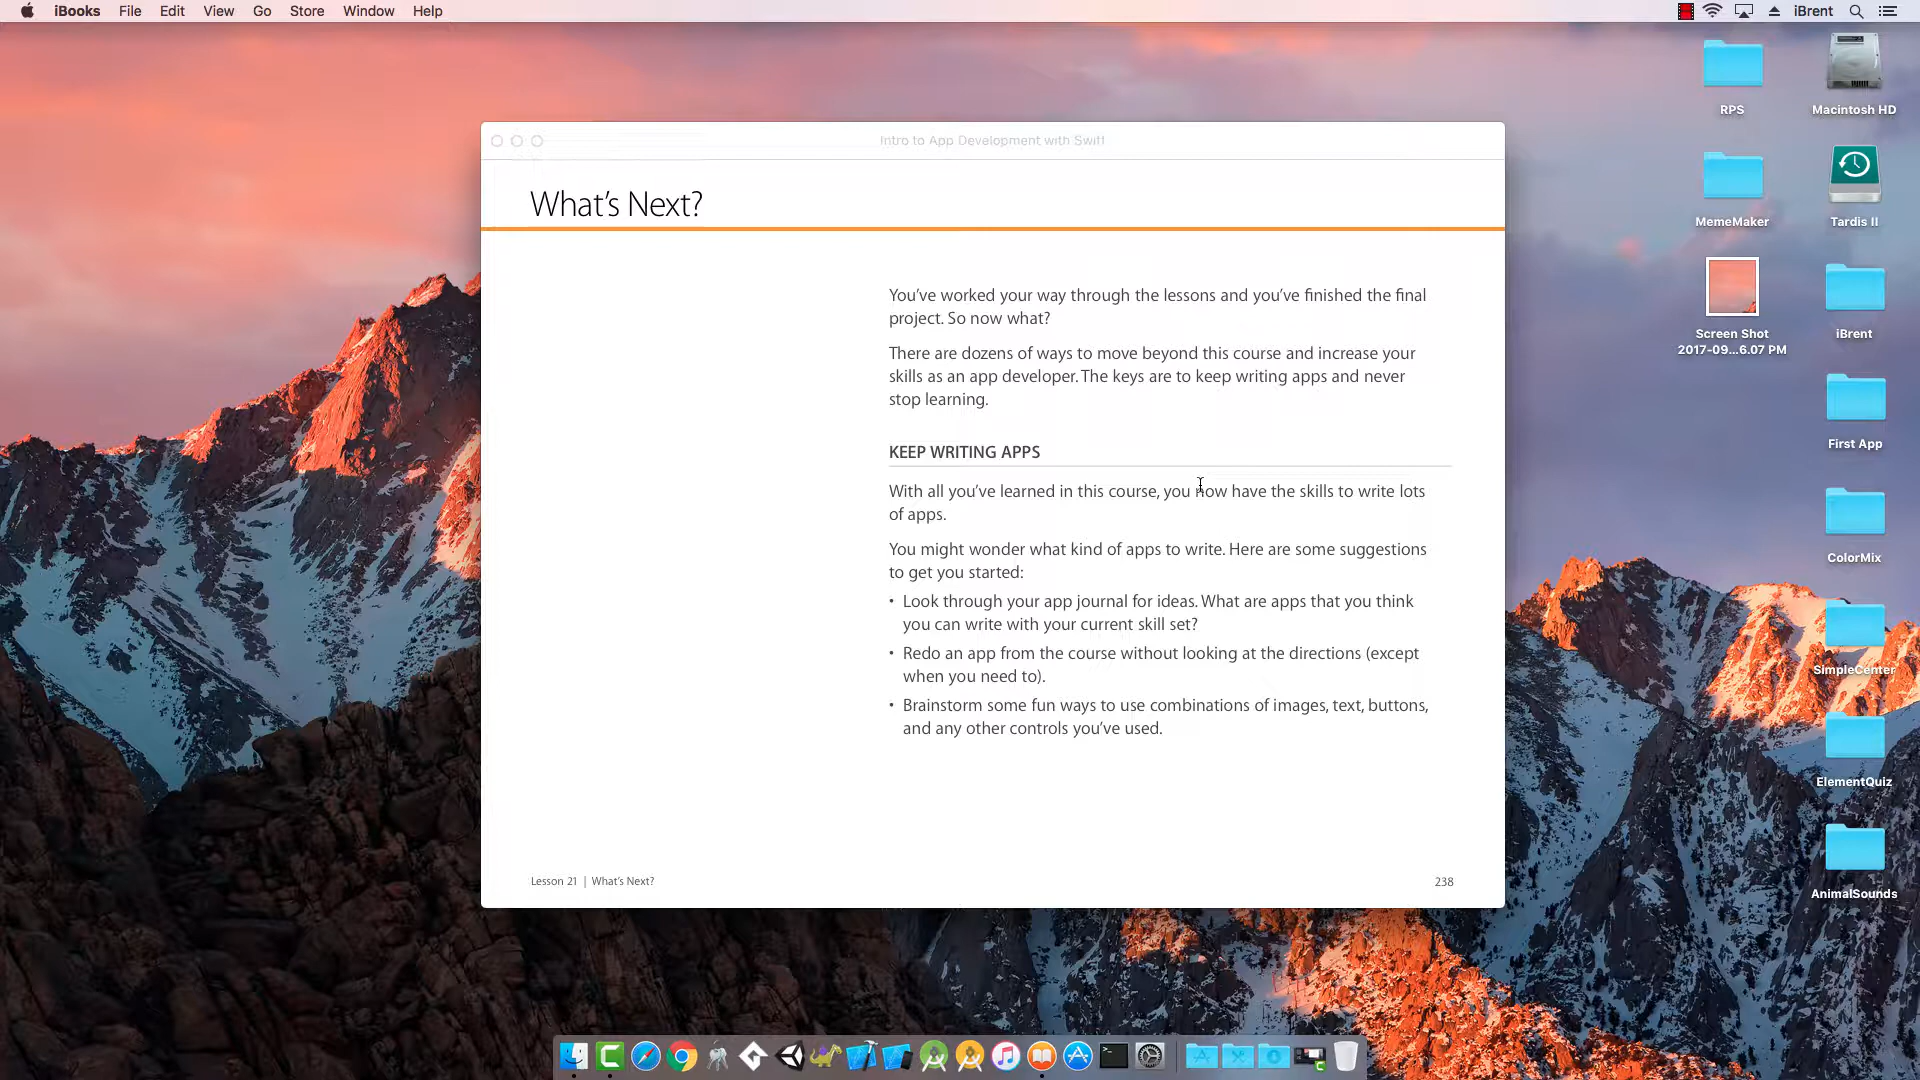 iBooks File Edit View Go Store Window Help iBrent
Intro to App Development with Swift
What's Next?
You've worked your way through the lessons and you've finished the final
project. So now what?
There are dozens of ways to move beyond this course and increase your
skills as an app developer. The keys are to keep writing apps and never
stop learning.
KEEP WRITING APPS
With all you've learned in this course, you now have the skills to write lots
of apps.
You might wonder what kind of apps to write. Here are some suggestions
to get you started:
• Look through your app journal for ideas. What are apps that you think
you can write with your current skill set?
• Redo an app from the course without looking at the directions (except
when you need to).
• Brainstorm some fun ways to use combinations of images, text, buttons,
and any other controls you've used.
Lesson 21 | What's Next?
238
RPS
Macintosh HD
MemeMaker
Tardis II
Screen Shot
2017-09...6.07 PM
iBrent
First App
ColorMix
SimpleCenter
ElementQuiz
AnimalSounds